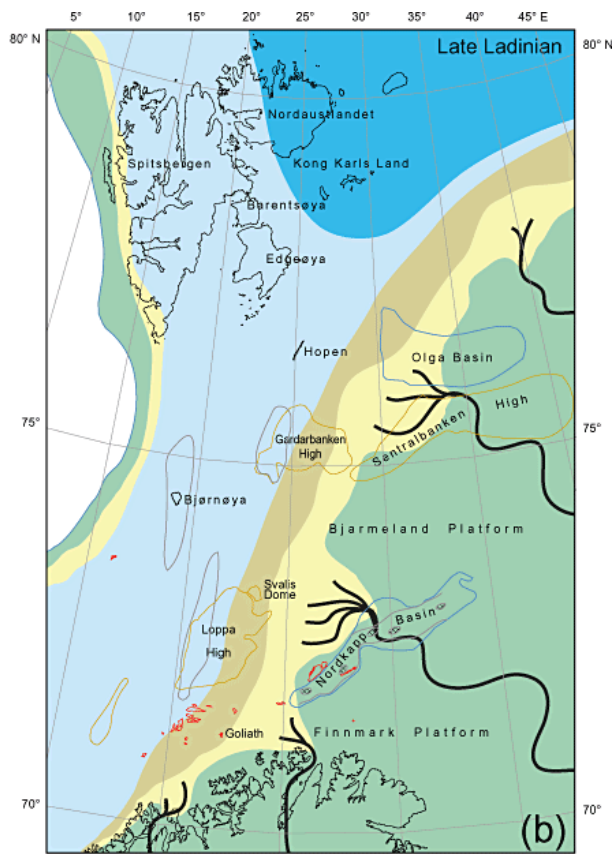 5° 10° 15° 20° 25° 30° 35° 40° 45° E
80° N
80° N
Late Ladinian
Nordaustlandet
Spitsbergen
Kong Karls Land
Barentsøya
Edgeøya
Hopen
Olga Basin
75°
High
75°
Sentralbanken
Gardarbanken
High
Bjørnøya
Bjarmeland Platform
Svalis
Dome
Basin
Loppa
High
Nordkapp
Goliath
Finnmark Platform
70°
70°
(b)